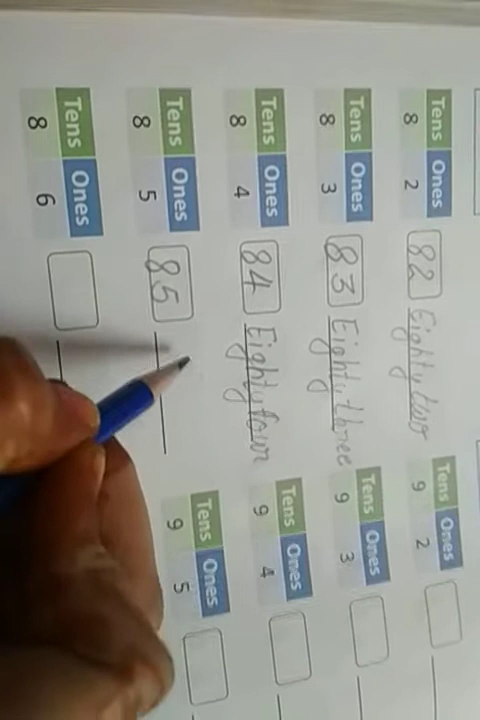 Tens Ones Tens Ones
8 2 82 Eighty two 9 2
Tens Ones Tens Ones
8 3 83 Eighty three 9 3
Tens Ones Tens Ones
8 4 84 Eighty four 9 4
Tens Ones Tens Ones
8 5 85 9 5
Tens Ones
8 6